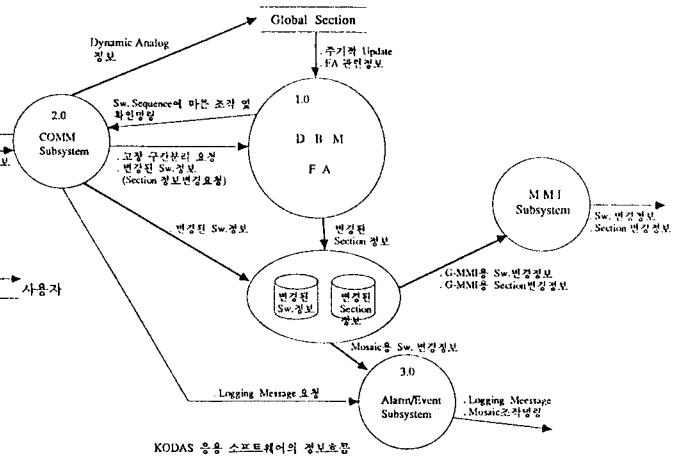 Global Section
Dynamic Analog
정보
. 주기적 Update
. FA 관련정보
Sw. Sequence에 따른 조작 및
확인명령
1.0
D B M
F A
2.0
COMM
Subsystem
. 고장 구간분리 요청
. 변경된 Sw.정보
(Section 정보변경요청)
M M I
Subsystem
. Sw. 변경정보
. Section 변경정보
. 변경된 Sw.정보
변경된
Section 정보
사용자
변경된
Sw.정보
변경된
Section
정보
. G-MMI용 Sw.변경정보
. G-MMI용 Section변경정보
Mosaic용 Sw. 변경정보
3.0
Alarm/Event
Subsystem
. Logging Message 요청
. Logging Meesage
. Mosaic조작명령
KODAS 응용 소프트웨어의 정보흐름